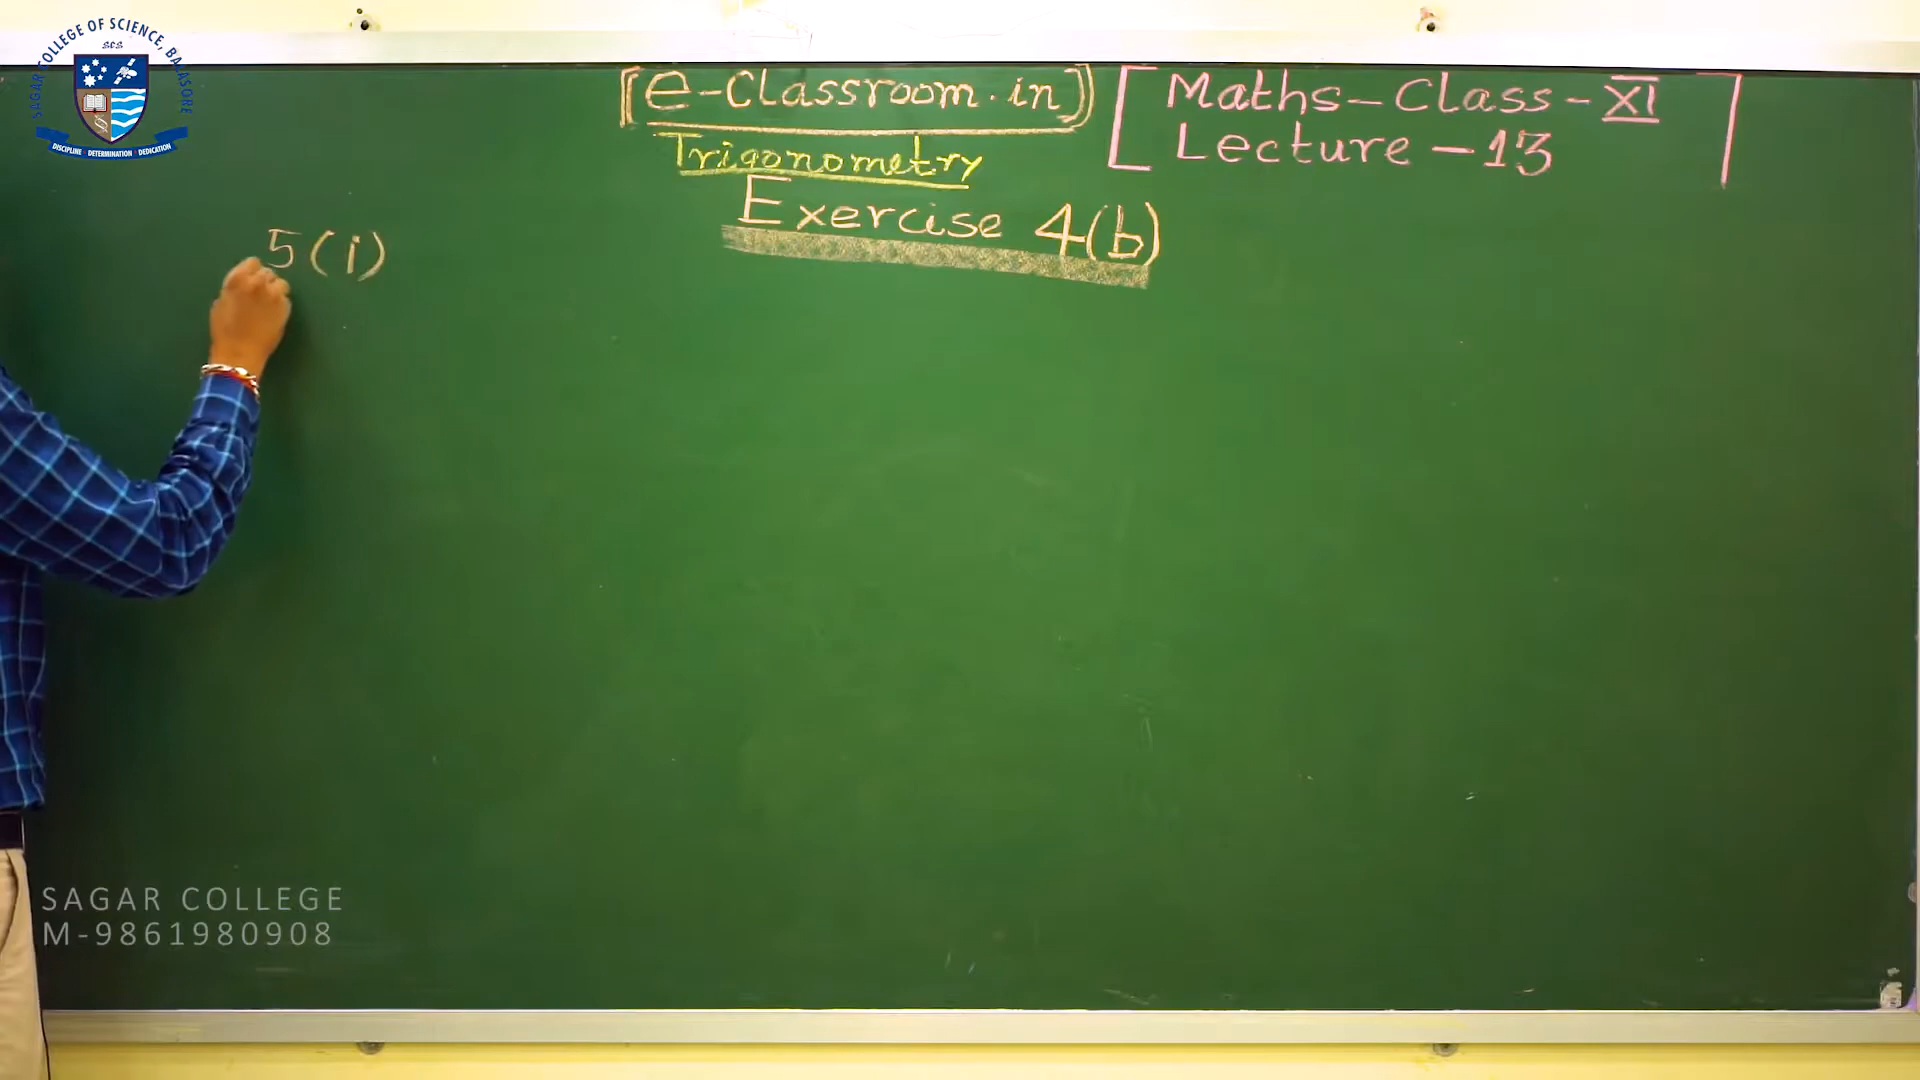 SAGAR COLLEGE OF SCIENCE, BALASORE
SCS
DISCIPLINE DETERMINATION DEDICATION
[e-Classroom.in]
[Maths-Class-XI
Lecture-13]
Trigonometry
Exercise 4(b)
5(i)
SAGAR COLLEGE
M-9861980908